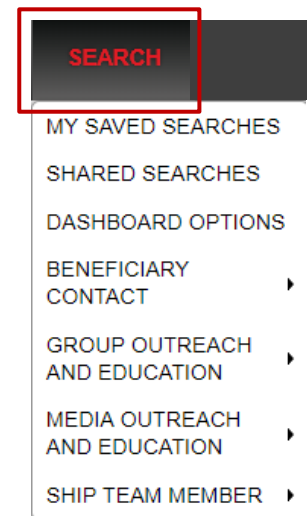 SEARCH
MY SAVED SEARCHES
SHARED SEARCHES
DASHBOARD OPTIONS
BENEFICIARY
CONTACT
GROUP OUTREACH
AND EDUCATION
MEDIA OUTREACH
AND EDUCATION
SHIP TEAM MEMBER